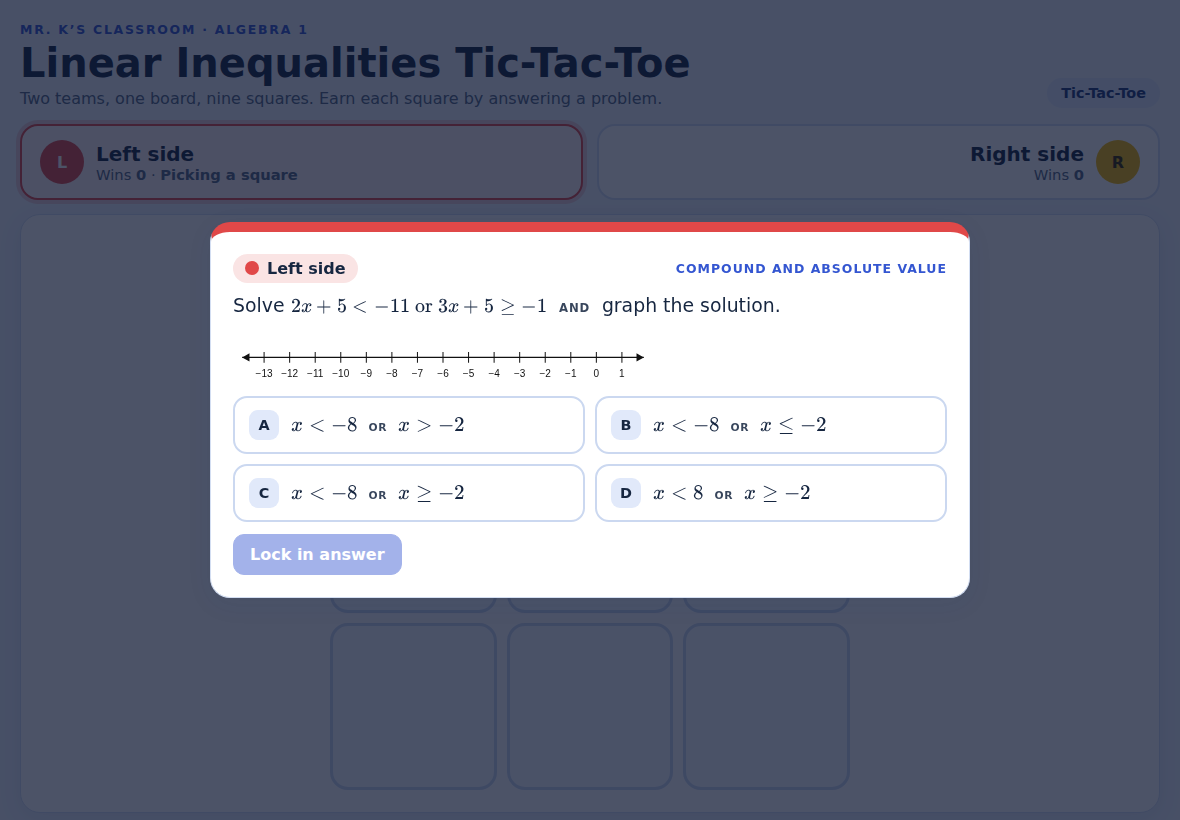 MR. K’S CLASSROOM · ALGEBRA 1
Linear Inequalities Tic-Tac-Toe
Two teams, one board, nine squares. Earn each square by answering a problem.
Tic-Tac-Toe
L
Left side
Wins 0 · Picking a square
Right side
Wins 0
R
Left side
COMPOUND AND ABSOLUTE VALUE
Solve 2x + 5 < −11 or 3x + 5 ≥ −1 AND graph the solution.
−13 −12 −11 −10 −9 −8 −7 −6 −5 −4 −3 −2 −1 0 1
A x < −8 OR x > −2
B x < −8 OR x ≤ −2
C x < −8 OR x ≥ −2
D x < 8 OR x ≥ −2
Lock in answer